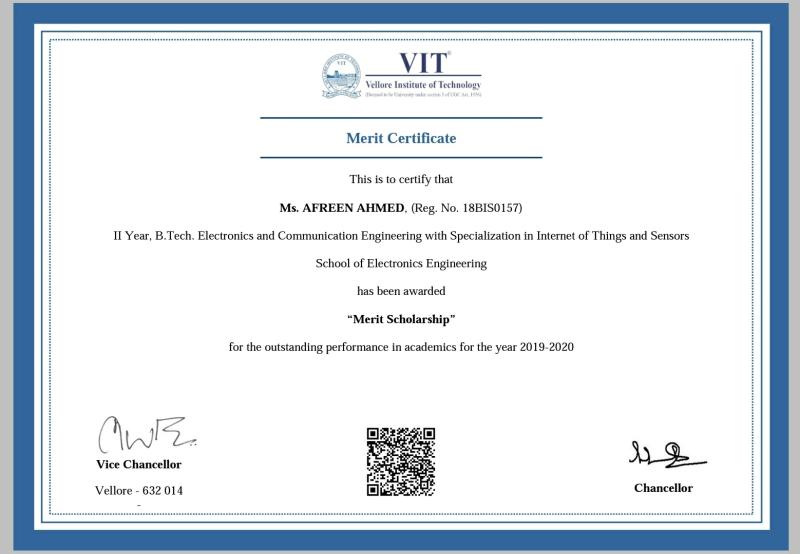 VIT
VIT®
Vellore Institute of Technology
(Deemed to be University under section 3 of UGC Act, 1956)
Merit Certificate
This is to certify that
Ms. AFREEN AHMED, (Reg. No. 18BIS0157)
II Year, B.Tech. Electronics and Communication Engineering with Specialization in Internet of Things and Sensors
School of Electronics Engineering
has been awarded
“Merit Scholarship”
for the outstanding performance in academics for the year 2019-2020
Vice Chancellor
Vellore - 632 014
-
Chancellor